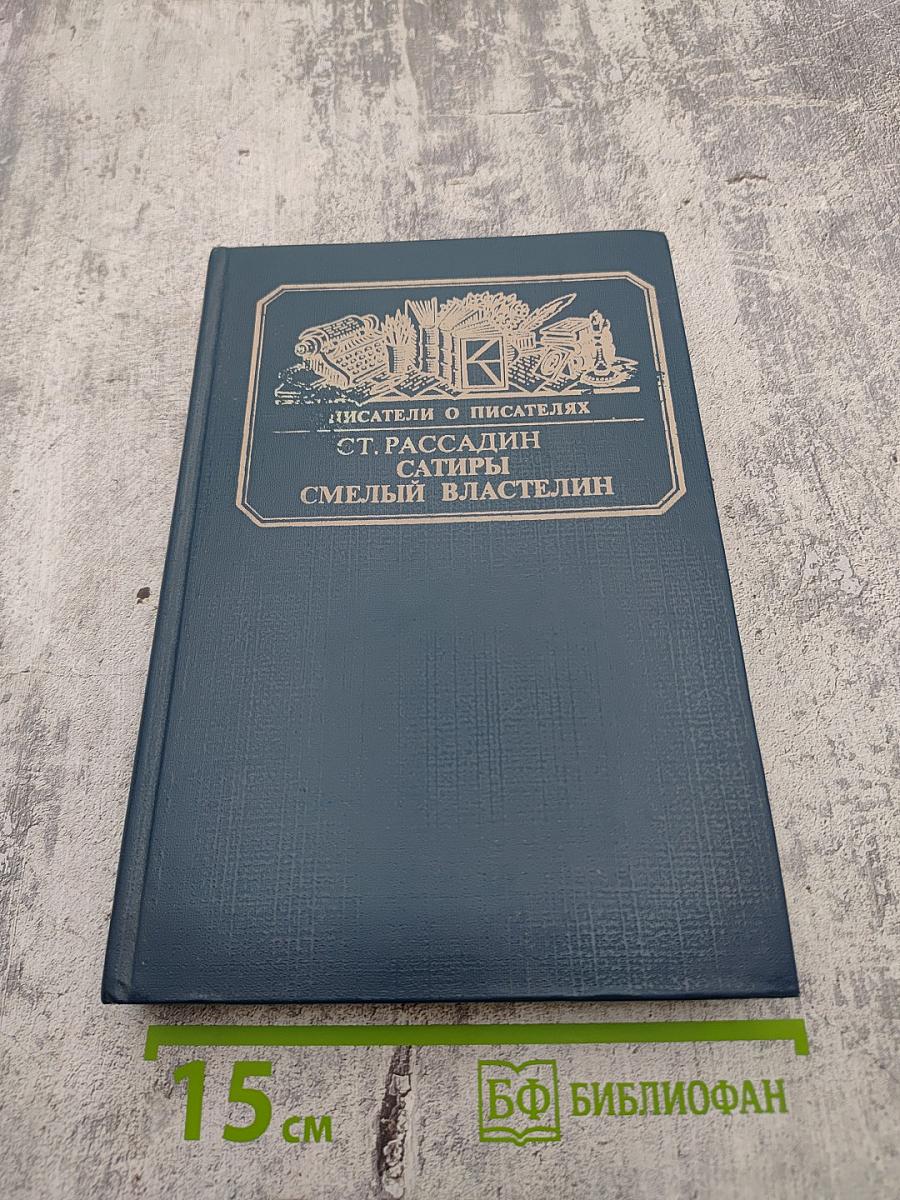 К
ПИСАТЕЛИ О ПИСАТЕЛЯХ
СТ. РАССАДИН
САТИРЫ
СМЕЛЫЙ ВЛАСТЕЛИН
15 см
БФ БИБЛИОФАН